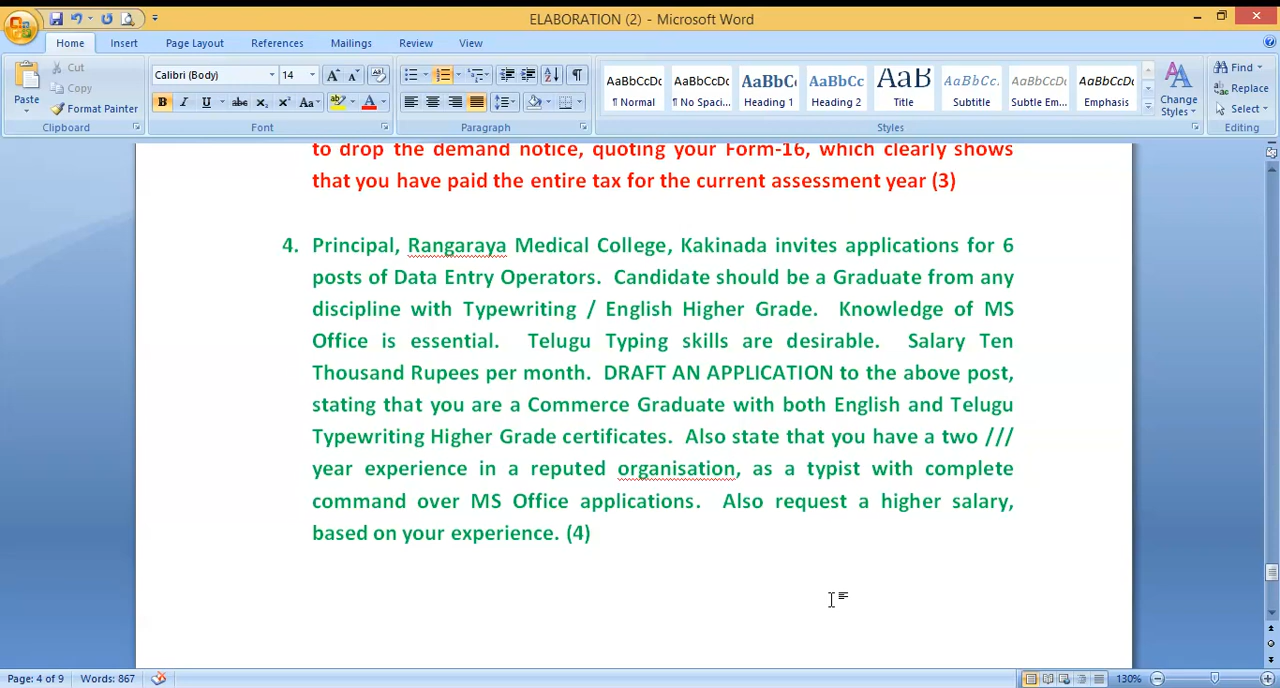 ELABORATION (2) - Microsoft Word
Home Insert Page Layout References Mailings Review View
Paste
Cut
Copy
Format Painter
Clipboard
Calibri (Body) 14
B I U abc X₂ X² Aa
Font
Paragraph
AaBbCcDc AaBbCcDc AaBbCc AaBbCc AaB AaBbCc. AaBbCcDc AaBbCcDc
¶ Normal ¶ No Spaci... Heading 1 Heading 2 Title Subtitle Subtle Em... Emphasis
Change Styles
Styles
Find
Replace
Select
Editing
to drop the demand notice, quoting your Form-16, which clearly shows
that you have paid the entire tax for the current assessment year (3)
4. Principal, Rangaraya Medical College, Kakinada invites applications for 6
posts of Data Entry Operators. Candidate should be a Graduate from any
discipline with Typewriting / English Higher Grade. Knowledge of MS
Office is essential. Telugu Typing skills are desirable. Salary Ten
Thousand Rupees per month. DRAFT AN APPLICATION to the above post,
stating that you are a Commerce Graduate with both English and Telugu
Typewriting Higher Grade certificates. Also state that you have a two ///
year experience in a reputed organisation, as a typist with complete
command over MS Office applications. Also request a higher salary,
based on your experience. (4)
Page: 4 of 9 Words: 867 130%